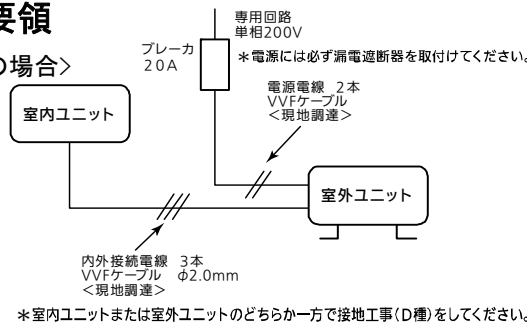 要領
の場合>
専用回路
単相200V
ブレーカ
20A
＊電源には必ず漏電遮断器を取付けてください。
電源電線 2本
VVFケーブル
<現地調達>
室内ユニット
室外ユニット
内外接続電線 3本
VVFケーブル φ2.0mm
<現地調達>
＊室内ユニットまたは室外ユニットのどちらか一方で接地工事(D種)をしてください。